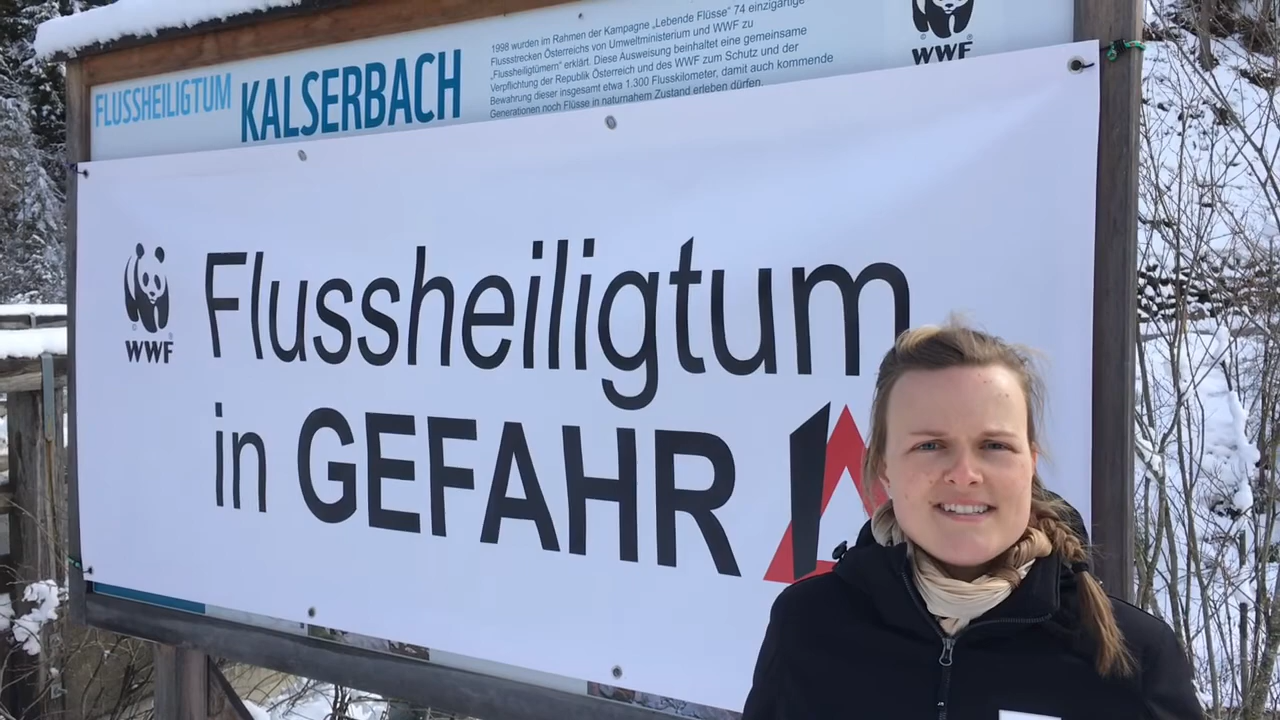 FLUSSHEILIGTUM KALSERBACH
1998 wurden im Rahmen der Kampagne „Lebende Flüsse“ 74 einzigartige
Flussstrecken Österreichs von Umweltministerium und WWF zu
„Flussheiligtümern“ erklärt. Diese Ausweisung beinhaltet eine gemeinsame
Verpflichtung der Republik Österreich und des WWF zum Schutz und der
Bewahrung dieser insgesamt etwa 1.300 Flusskilometer, damit auch kommende
Generationen noch Flüsse in naturnahem Zustand erleben dürfen.
WWF
WWF
Flussheiligtum
in GEFAHR